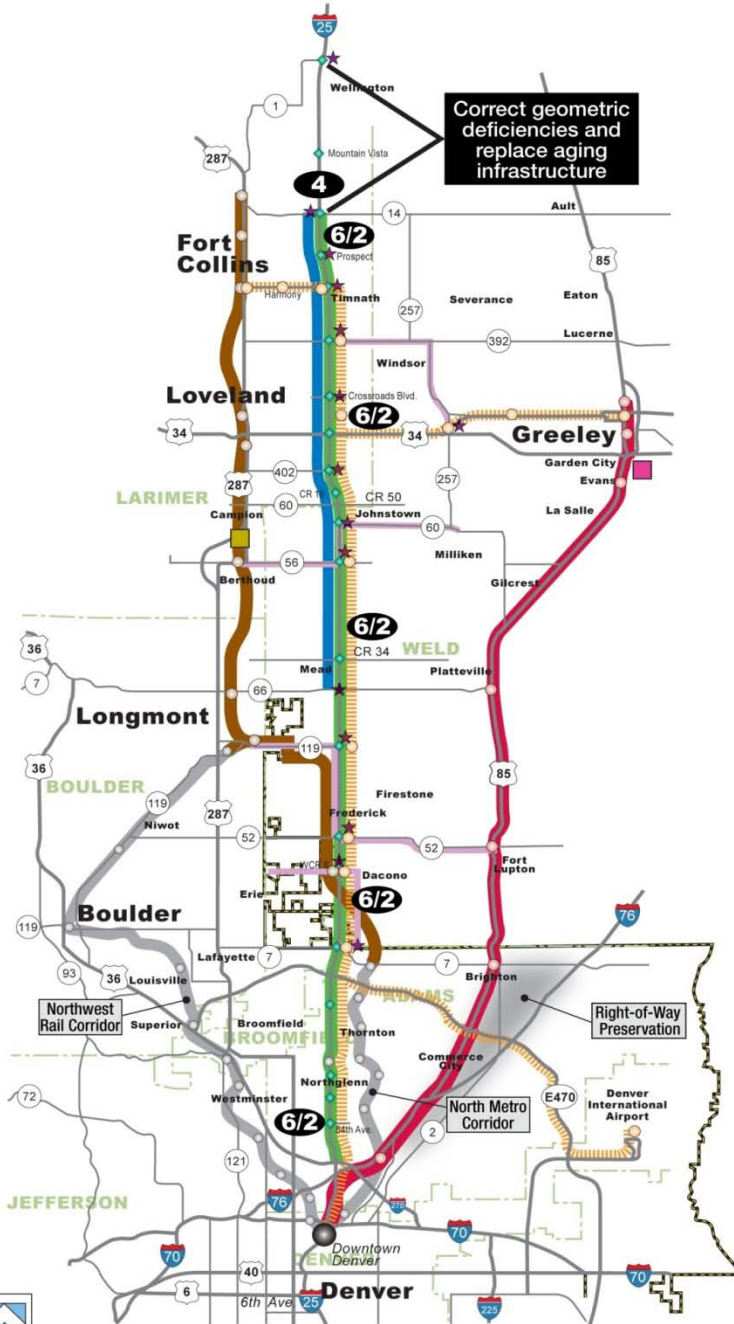 25
Wellington
1
Correct geometric
deficiencies and
replace aging
infrastructure
287
Mountain Vista
4
14
Ault
6/2
Fort
Collins
Prospect
85
Harmony
Timnath
257
Severance
Eaton
Lucerne
392
Windsor
Loveland
Crossroads Blvd.
6/2
34
34
Greeley
402
Garden City
287
257
Evans
LARIMER
60
CR 50
La Salle
Campion
Johnstown
60
56
Milliken
Berthoud
Gilcrest
6/2
36
CR 34
WELD
7
Mead
Platteville
66
Longmont
36
119
85
BOULDER
119
287
Firestone
Niwot
Frederick
52
52
Fort
Lupton
Dacono
Erie
6/2
Boulder
76
119
Lafayette
7
7
93
36
Louisville
Brighton
ADAMS
Northwest
Rail Corridor
Superior
Broomfield
BROOMFIELD
Thornton
Right-of-Way
Preservation
Commerce
City
Northglenn
72
Westminster
North Metro
Corridor
E470
Denver
International
Airport
6/2
84th Ave.
2
121
JEFFERSON
76
270
70
70
Downtown
Denver
DENVER
40
70
6
6th Ave
25
Denver
225